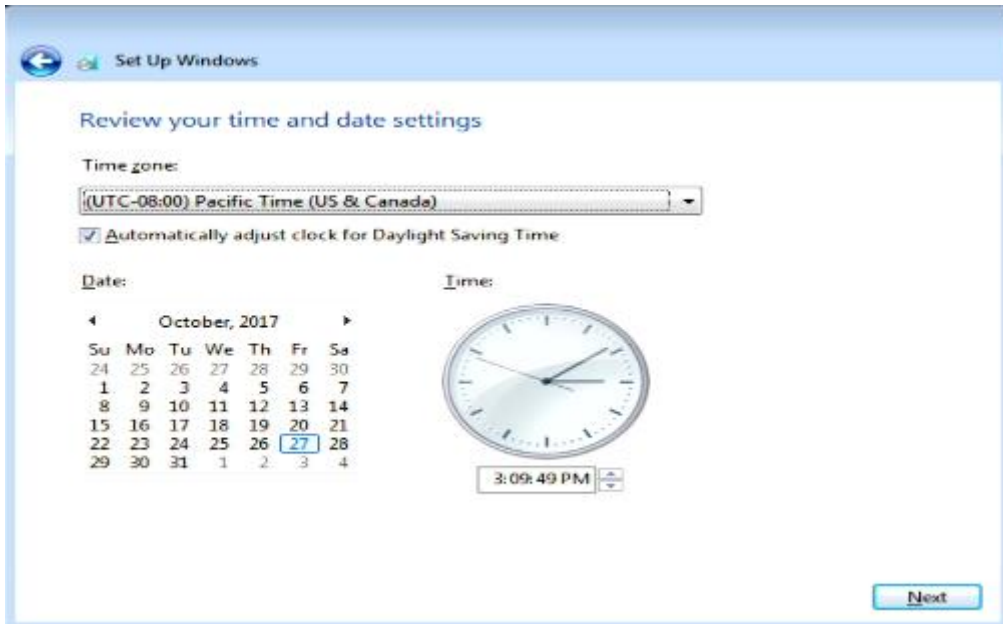 Set Up Windows
Review your time and date settings
Time zone:
(UTC-08:00) Pacific Time (US & Canada)
Automatically adjust clock for Daylight Saving Time
Date:
Time:
October, 2017
Su Mo Tu We Th Fr Sa
24 25 26 27 28 29 30
1 2 3 4 5 6 7
8 9 10 11 12 13 14
15 16 17 18 19 20 21
22 23 24 25 26 27 28
29 30 31 1 2 3 4
3:09:49 PM
Next